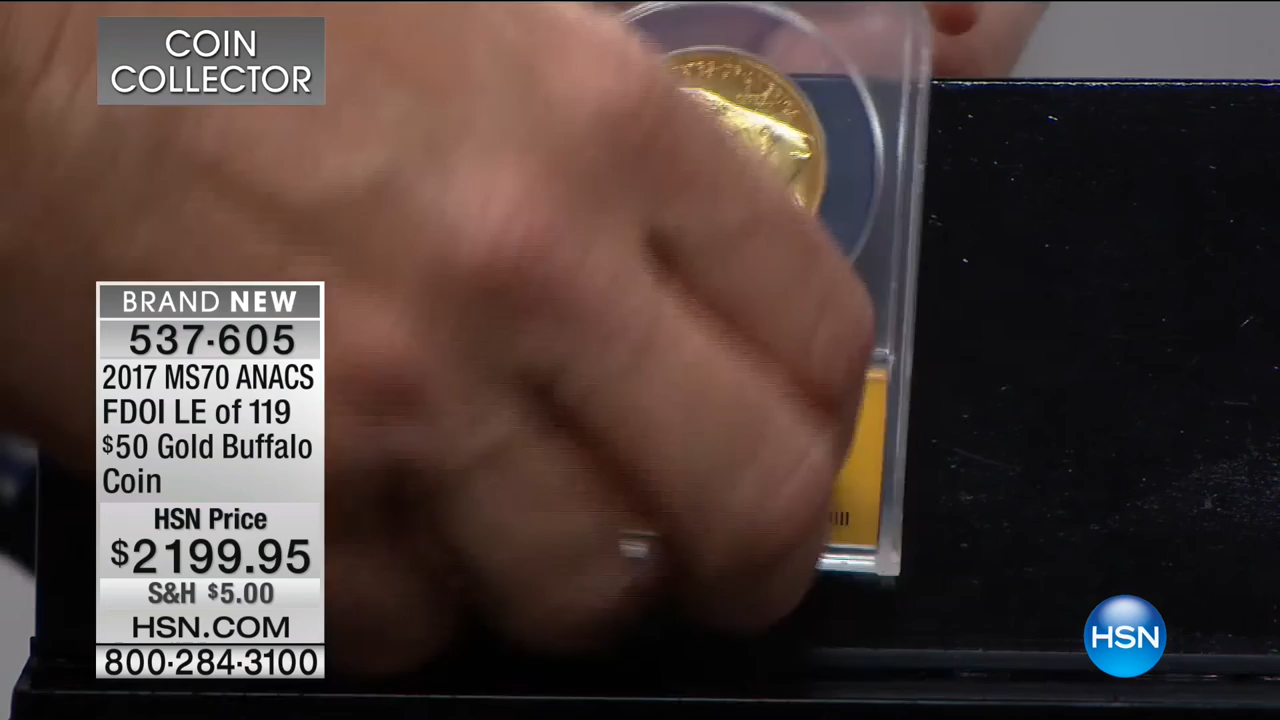 COIN
COLLECTOR
BRAND NEW
537·605
2017 MS70 ANACS
FDOI LE of 119
$50 Gold Buffalo
Coin
HSN Price
$2199.95
S&H $5.00
HSN.COM
800·284·3100
HSN